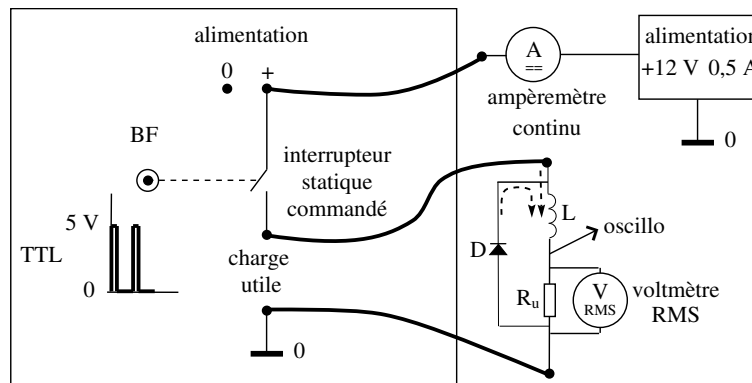 alimentation
0
+
BF
interrupteur
statique
commandé
5 V
TTL
0
charge
utile
0
A
==
ampèremètre
continu
alimentation
+12 V 0,5 A
0
L
oscillo
D
Ru
V
RMS
voltmètre
RMS